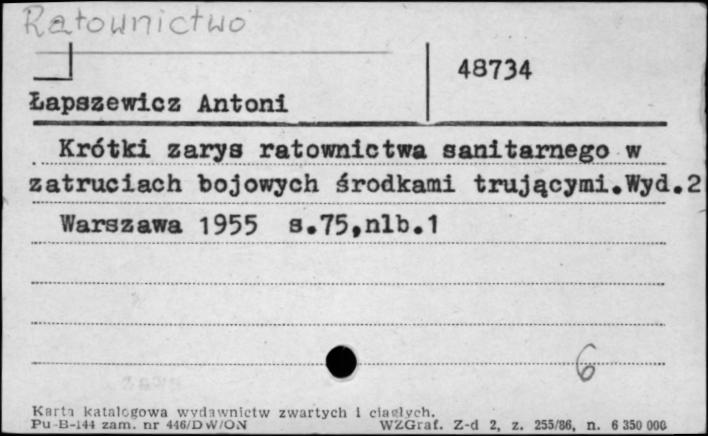 Ratownictwo
48734
Łapszewicz Antoni
Krótki zarys ratownictwa sanitarnego w
zatruciach bojowych środkami trującymi.Wyd.2
Warszawa 1955 s.75,nlb.1
6
Karta katalogowa wydawnictw zwartych i ciągłych.
Pu-B-144 zam. nr 446/DW/ON WZGraf. Z-d 2, z. 255/86, n. 6 350 000